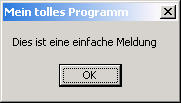 Mein tolles Programm
Dies ist eine einfache Meldung
OK